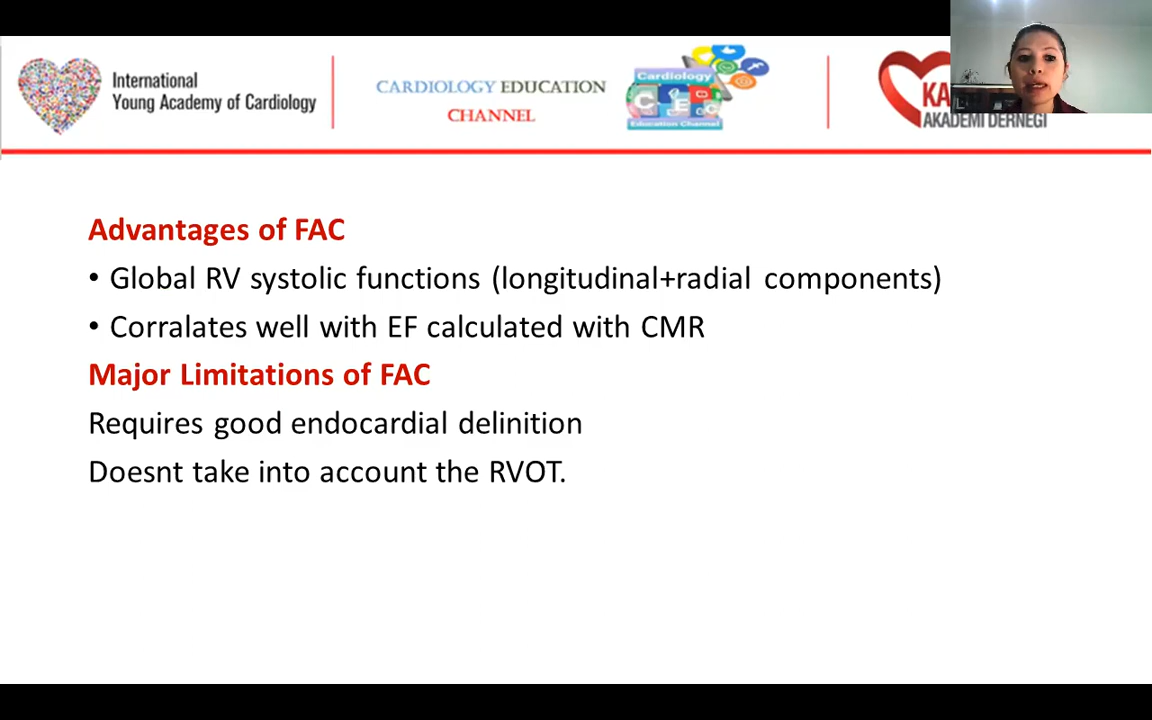 International
Young Academy of Cardiology
CARDIOLOGY EDUCATION
CHANNEL
Cardiology
Education Channel
KA
AKADEMI DERNEGI
Advantages of FAC
• Global RV systolic functions (longitudinal+radial components)
• Corralates well with EF calculated with CMR
Major Limitations of FAC
Requires good endocardial delinition
Doesnt take into account the RVOT.